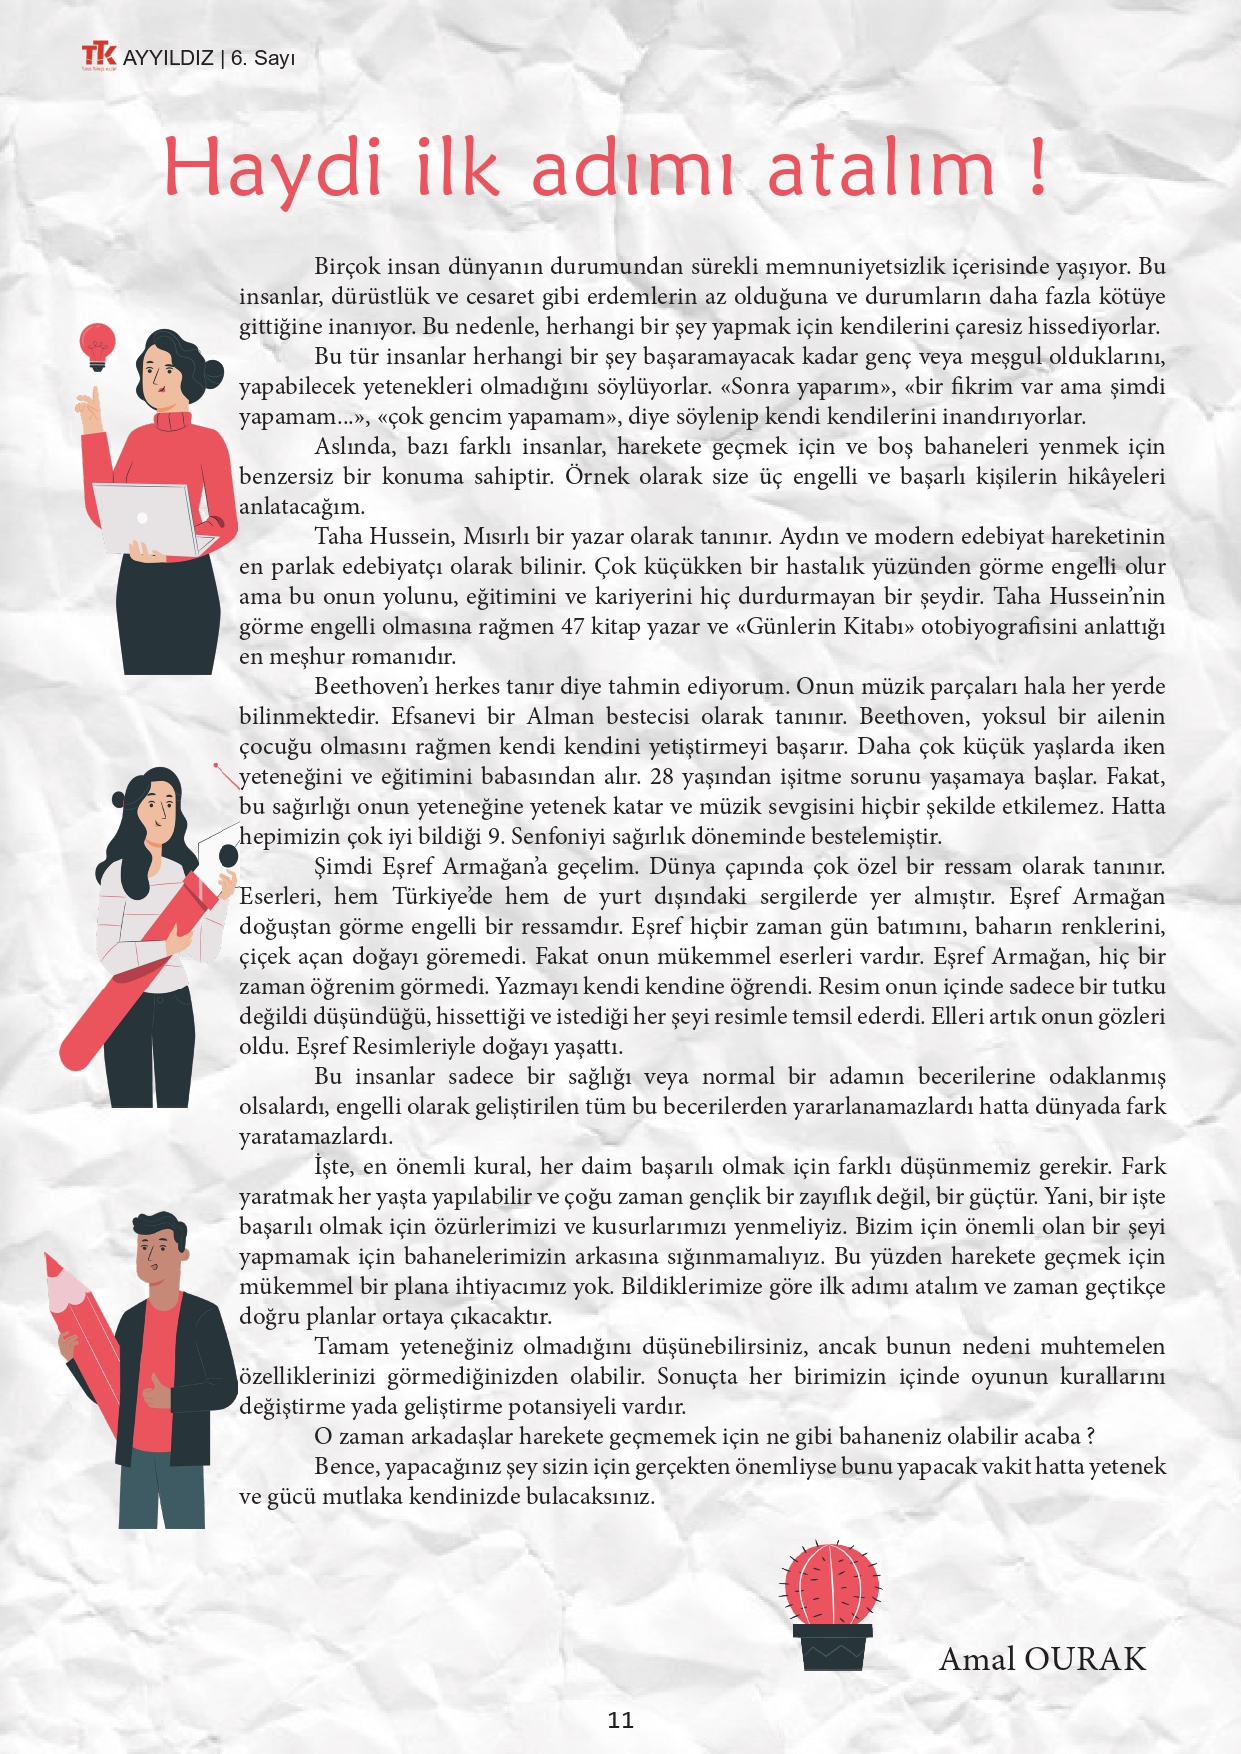 TTK AYYILDIZ | 6. Sayı
Haydi ilk adımı atalım !
Birçok insan dünyanın durumundan sürekli memnuniyetsizlik içerisinde yaşıyor. Bu
insanlar, dürüstlük ve cesaret gibi erdemlerin az olduğuna ve durumların daha fazla kötüye
gittiğine inanıyor. Bu nedenle, herhangi bir şey yapmak için kendilerini çaresiz hissediyorlar.
Bu tür insanlar herhangi bir şey başaramayacak kadar genç veya meşgul olduklarını,
yapabilecek yetenekleri olmadığını söylüyorlar. «Sonra yaparım», «bir fikrim var ama şimdi
yapamam...», «çok gencim yapamam», diye söylenip kendi kendilerini inandırıyorlar.
Aslında, bazı farklı insanlar, harekete geçmek için ve boş bahaneleri yenmek için
benzersiz bir konuma sahiptir. Örnek olarak size üç engelli ve başarlı kişilerin hikâyeleri
anlatacağım.
Taha Hussein, Mısırlı bir yazar olarak tanınır. Aydın ve modern edebiyat hareketinin
en parlak edebiyatçı olarak bilinir. Çok küçükken bir hastalık yüzünden görme engelli olur
ama bu onun yolunu, eğitimini ve kariyerini hiç durdurmayan bir şeydir. Taha Hussein’nin
görme engelli olmasına rağmen 47 kitap yazar ve «Günlerin Kitabı» otobiyografisini anlattığı
en meşhur romanıdır.
Beethoven’ı herkes tanır diye tahmin ediyorum. Onun müzik parçaları hala her yerde
bilinmektedir. Efsanevi bir Alman bestecisi olarak tanınır. Beethoven, yoksul bir ailenin
çocuğu olmasını rağmen kendi kendini yetiştirmeyi başarır. Daha çok küçük yaşlarda iken
yeteneğini ve eğitimini babasından alır. 28 yaşından işitme sorunu yaşamaya başlar. Fakat,
bu sağırlığı onun yeteneğine yetenek katar ve müzik sevgisini hiçbir şekilde etkilemez. Hatta
hepimizin çok iyi bildiği 9. Senfoniyi sağırlık döneminde bestelemiştir.
Şimdi Eşref Armağan’a geçelim. Dünya çapında çok özel bir ressam olarak tanınır.
Eserleri, hem Türkiye’de hem de yurt dışındaki sergilerde yer almıştır. Eşref Armağan
doğuştan görme engelli bir ressamdır. Eşref hiçbir zaman gün batımını, baharın renklerini,
çiçek açan doğayı göremedi. Fakat onun mükemmel eserleri vardır. Eşref Armağan, hiç bir
zaman öğrenim görmedi. Yazmayı kendi kendine öğrendi. Resim onun içinde sadece bir tutku
değildi düşündüğü, hissettiği ve istediği her şeyi resimle temsil ederdi. Elleri artık onun gözleri
oldu. Eşref Resimleriyle doğayı yaşattı.
Bu insanlar sadece bir sağlığı veya normal bir adamın becerilerine odaklanmış
olsalardı, engelli olarak geliştirilen tüm bu becerilerden yararlanamazlardı hatta dünyada fark
yaratamazlardı.
İşte, en önemli kural, her daim başarılı olmak için farklı düşünmemiz gerekir. Fark
yaratmak her yaşta yapılabilir ve çoğu zaman gençlik bir zayıflık değil, bir güçtür. Yani, bir işte
başarılı olmak için özürlerimizi ve kusurlarımızı yenmeliyiz. Bizim için önemli olan bir şeyi
yapmamak için bahanelerimizin arkasına sığınmamalıyız. Bu yüzden harekete geçmek için
mükemmel bir plana ihtiyacımız yok. Bildiklerimize göre ilk adımı atalım ve zaman geçtikçe
doğru planlar ortaya çıkacaktır.
Tamam yeteneğiniz olmadığını düşünebilirsiniz, ancak bunun nedeni muhtemelen
özelliklerinizi görmediğinizden olabilir. Sonuçta her birimizin içinde oyunun kurallarını
değiştirme yada geliştirme potansiyeli vardır.
O zaman arkadaşlar harekete geçmemek için ne gibi bahaneniz olabilir acaba ?
Bence, yapacağınız şey sizin için gerçekten önemliyse bunu yapacak vakit hatta yetenek
ve gücü mutlaka kendinizde bulacaksınız.
Amal OURAK
11